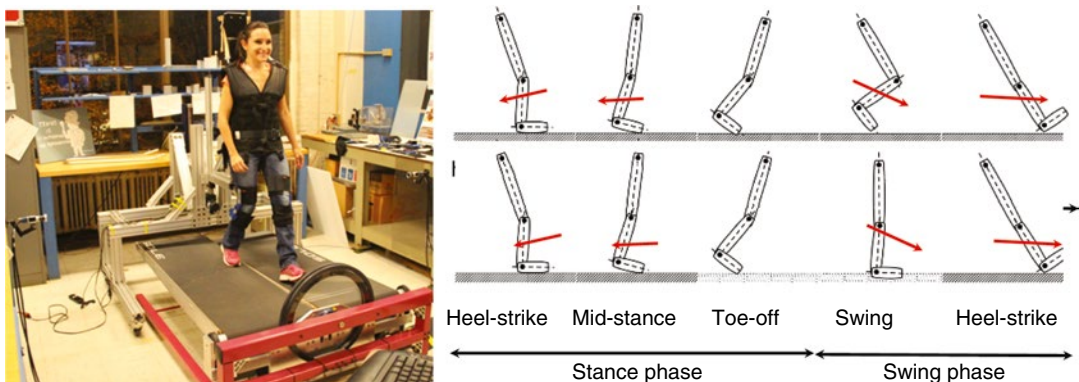 Heel-strike Mid-stance Toe-off Swing Heel-strike
Stance phase Swing phase